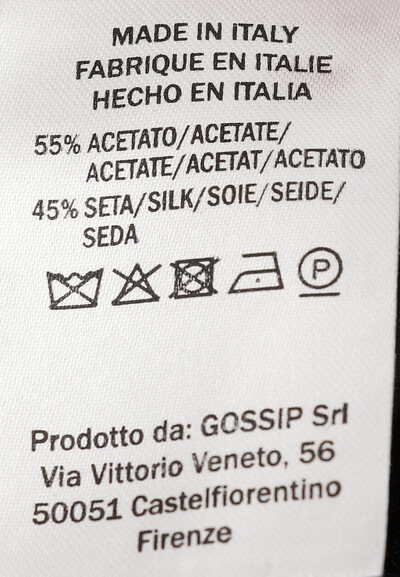 MADE IN ITALY
FABRIQUE EN ITALIE
HECHO EN ITALIA
55% ACETATO/ACETATE/
ACETATE/ACETAT/ACETATO
45% SETA/SILK/SOIE/SEIDE/
SEDA
P
Prodotto da: GOSSIP Srl
Via Vittorio Veneto, 56
50051 Castelfiorentino
Firenze